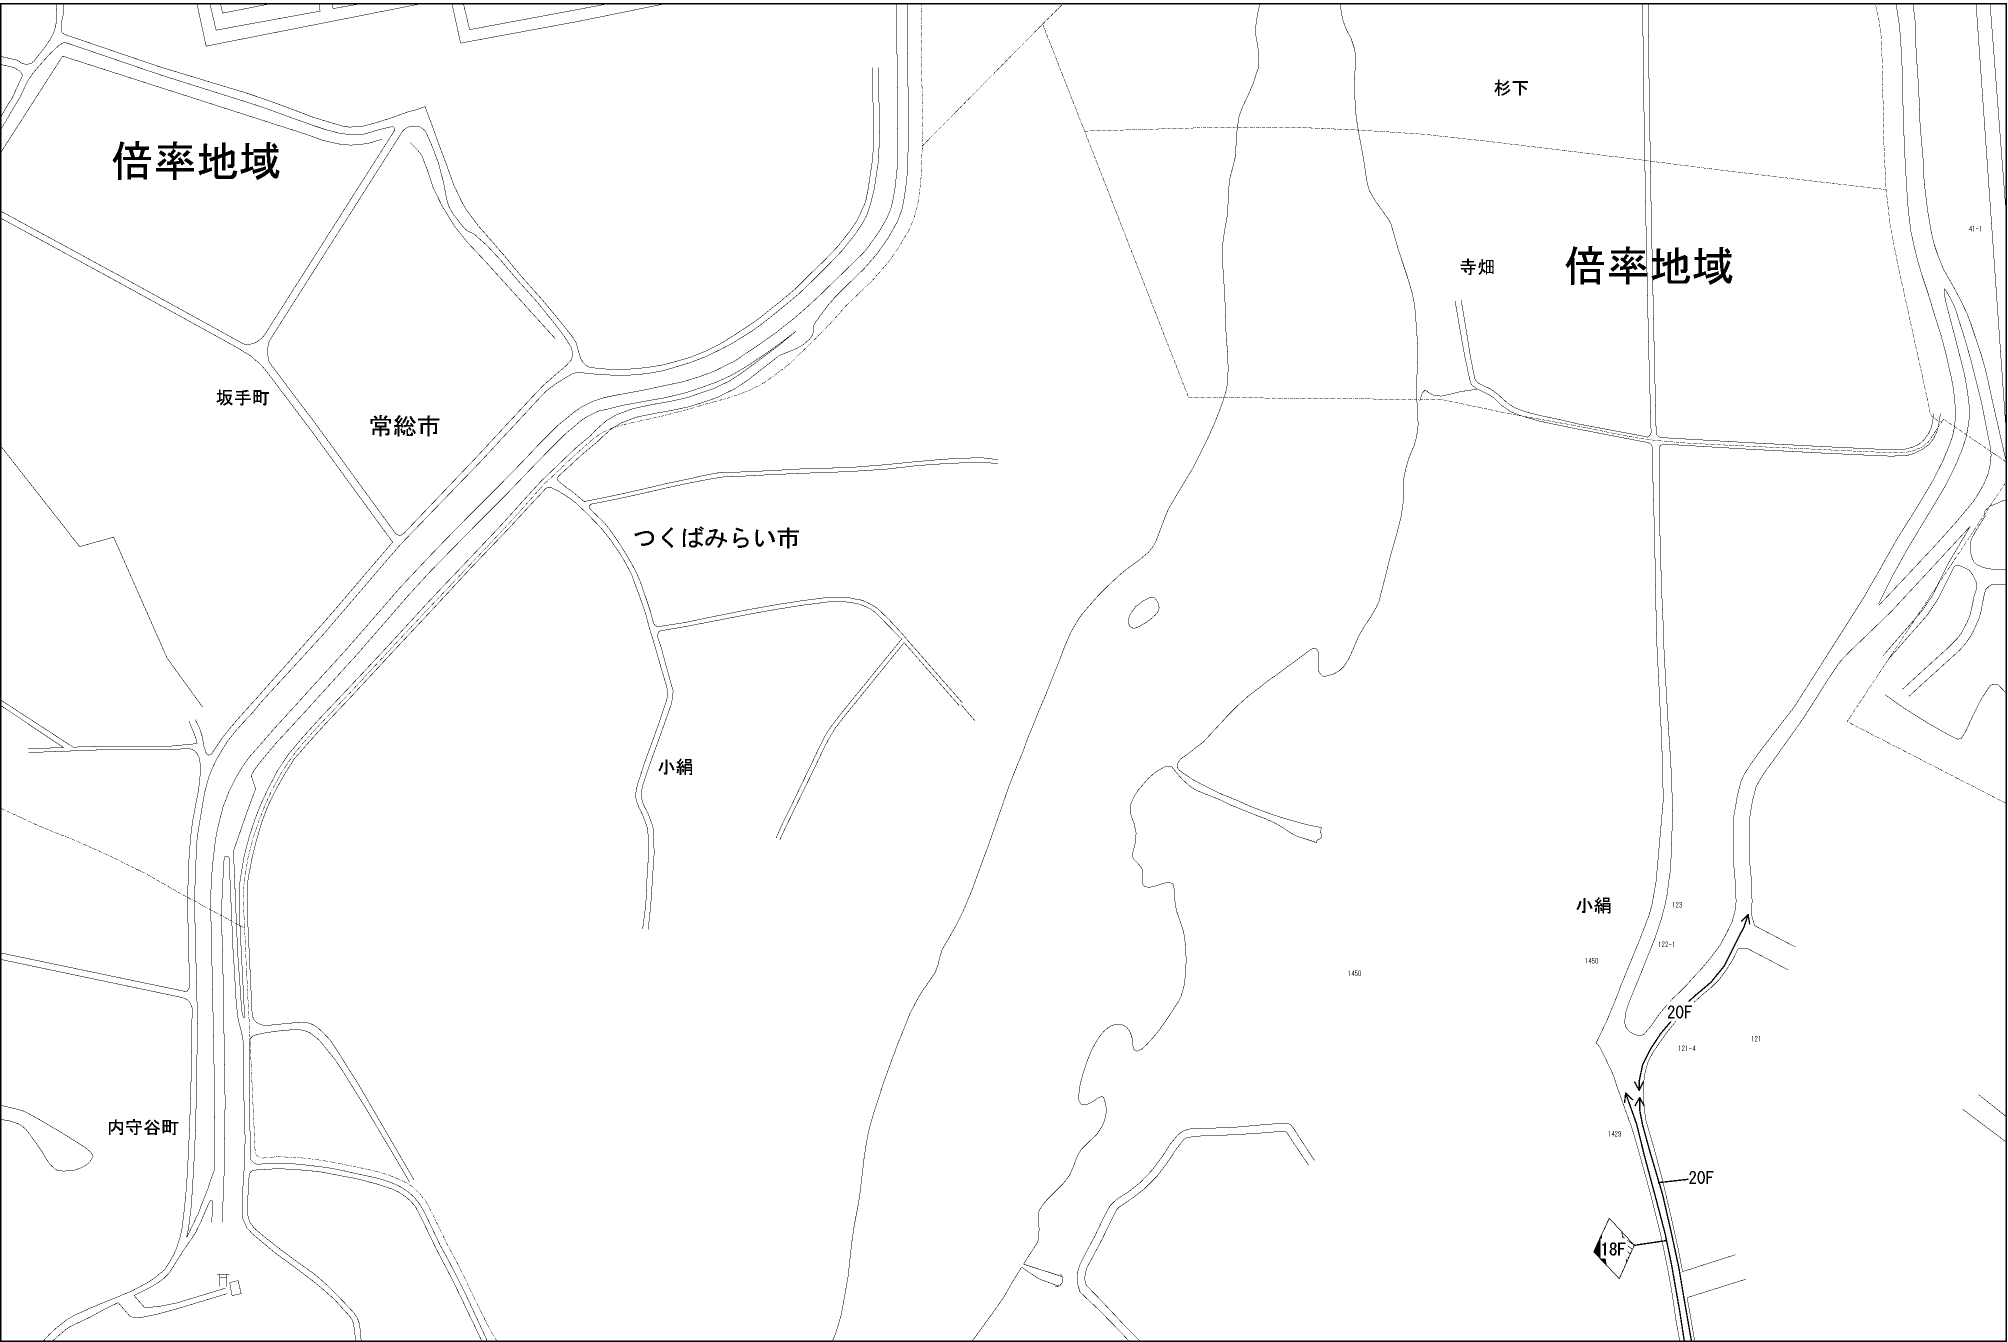 杉下
倍率地域
41-1
寺畑
倍率地域
坂手町
常総市
つくばみらい市
小絹
小絹
123
122-1
1450
1450
20F
121-4
121
内守谷町
1429
20F
18F